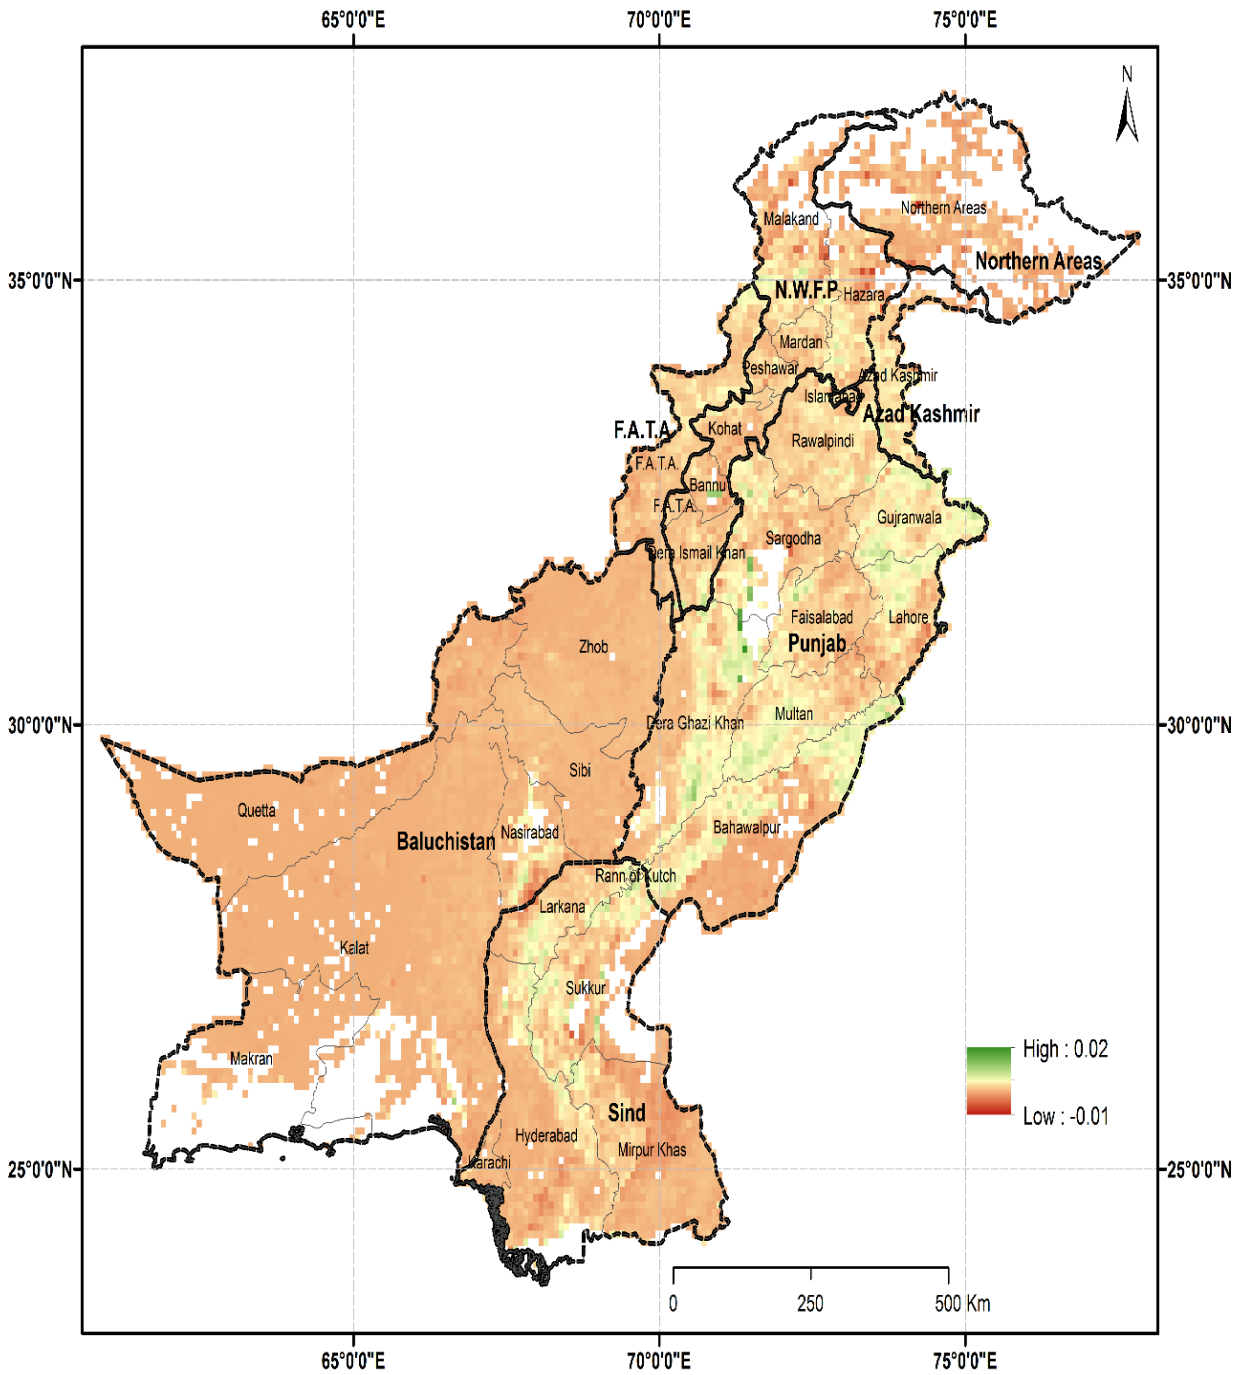 65°0'0"E 70°0'0"E 75°0'0"E
N
Malakand
Northern Areas
Northern Areas
35°0'0"N 35°0'0"N
N.W.F.P
Hazara
Mardan
Peshawar
Azad Kashmir
Islamabad
Azad Kashmir
F.A.T.A
Kohat
Rawalpindi
F.A.T.A.
Bannu
F.A.T.A.
Gujranwala
Sargodha
Dera Ismail Khan
Faisalabad
Lahore
Punjab
Zhob
Multan
30°0'0"N 30°0'0"N
Dera Ghazi Khan
Sibi
Quetta
Baluchistan
Nasirabad
Bahawalpur
Rann of Kutch
Larkana
Kalat
Sukkur
Makran
High : 0.02
Low : -0.01
Sind
Hyderabad
Mirpur Khas
Karachi
25°0'0"N 25°0'0"N
0 250 500 Km
65°0'0"E 70°0'0"E 75°0'0"E